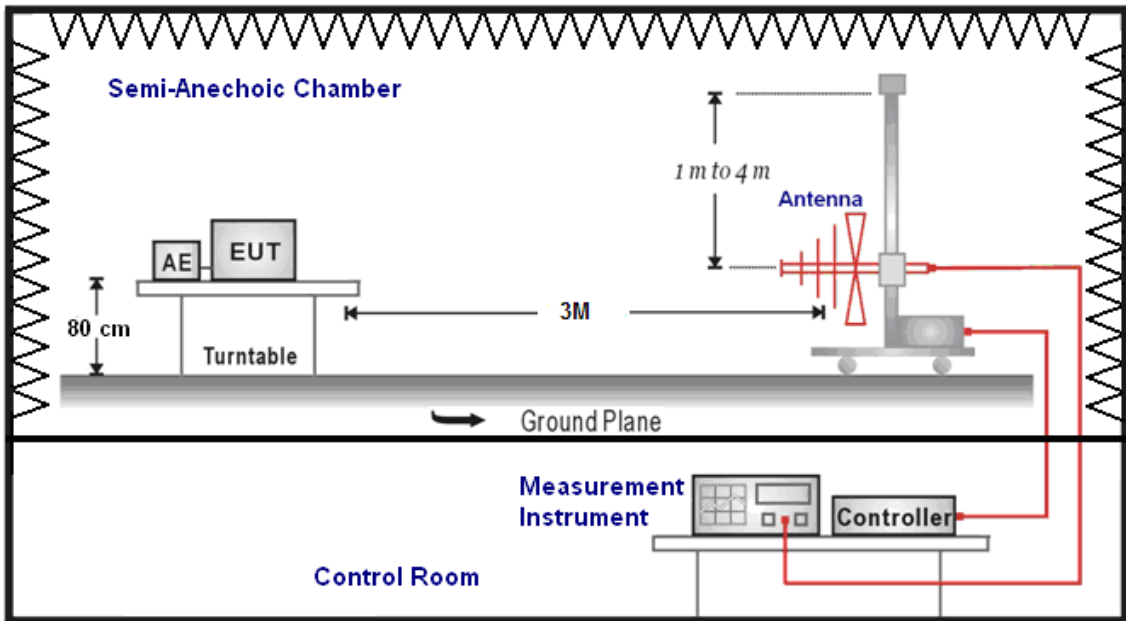 Semi-Anechoic Chamber
1 m to 4 m
Antenna
AE
EUT
3M
80 cm
Turntable
Ground Plane
Measurement
Instrument
Controller
Control Room